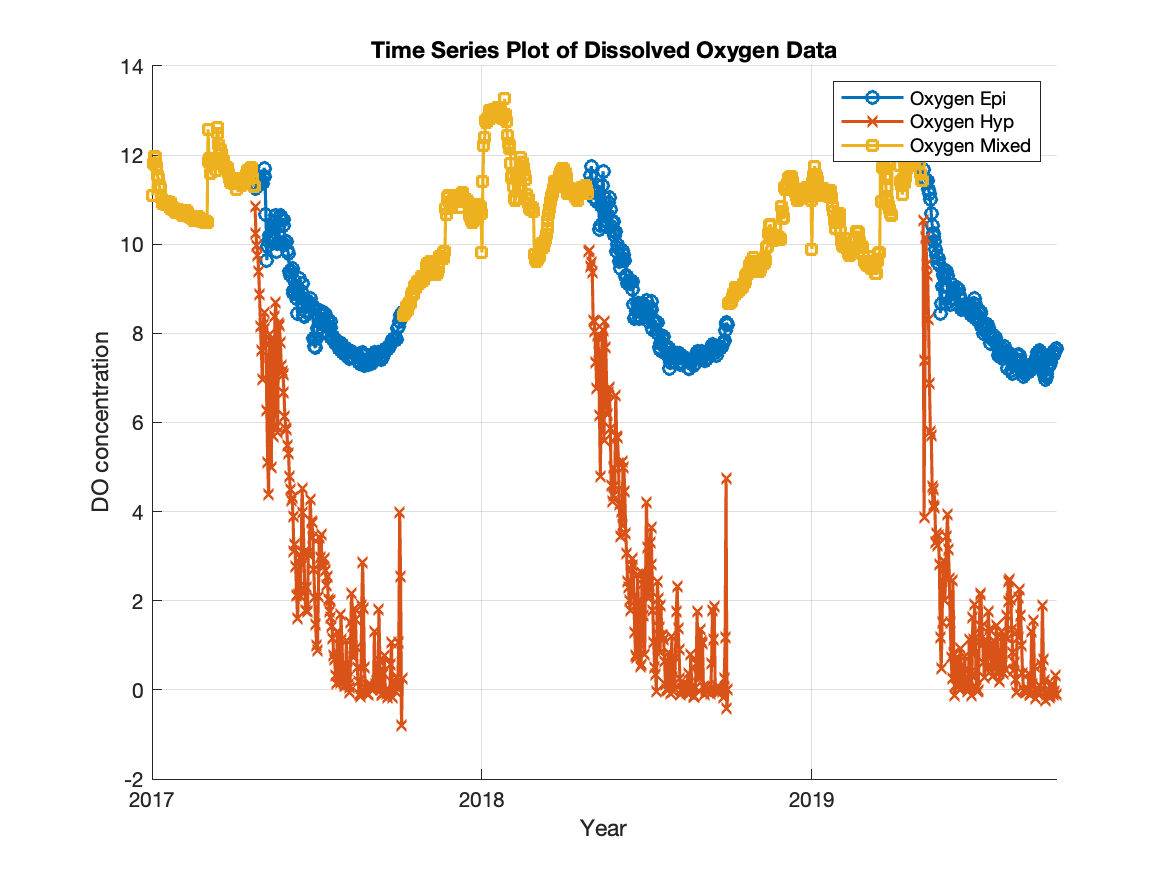 Time Series Plot of Dissolved Oxygen Data
14
12
10
8
6
4
2
0
-2
DO concentration
Oxygen Epi
Oxygen Hyp
Oxygen Mixed
2017
2018
2019
Year